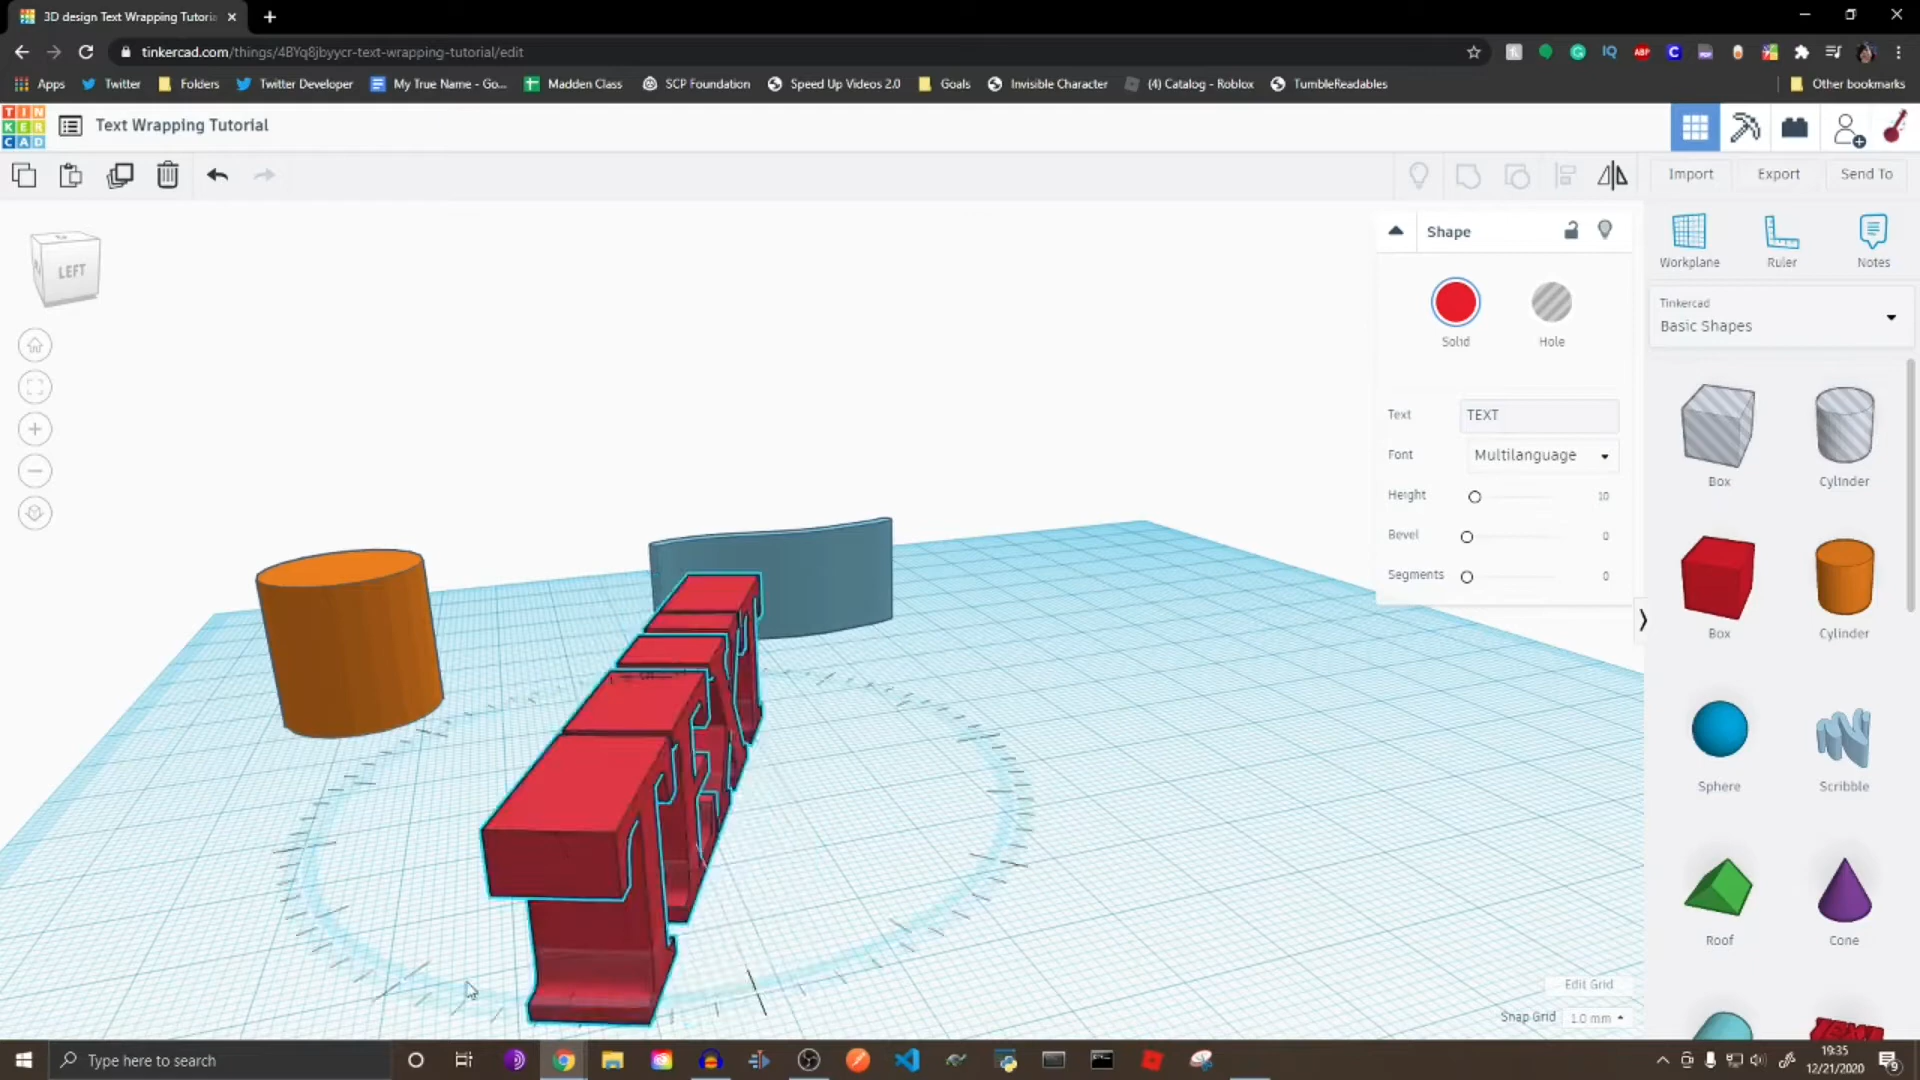 3D design Text Wrapping Tutoria
tinkercad.com/things/4BYq8jbyycr-text-wrapping-tutorial/edit
Apps Twitter Folders Twitter Developer My True Name - Go... Madden Class SCP Foundation Speed Up Videos 2.0 Goals Invisible Character (4) Catalog - Roblox TumbleReadables Other bookmarks
TIN
KER
CAD
Text Wrapping Tutorial
Import Export Send To
LEFT
Shape
Workplane Ruler Notes
Solid Hole
Tinkercad
Basic Shapes
Text TEXT
Font Multilanguage
Height 10
Bevel 0
Segments 0
Box Cylinder
Box Cylinder
Sphere Scribble
Roof Cone
TEXT
Edit Grid
Snap Grid 1.0 mm
Type here to search
19:35
12/21/2020